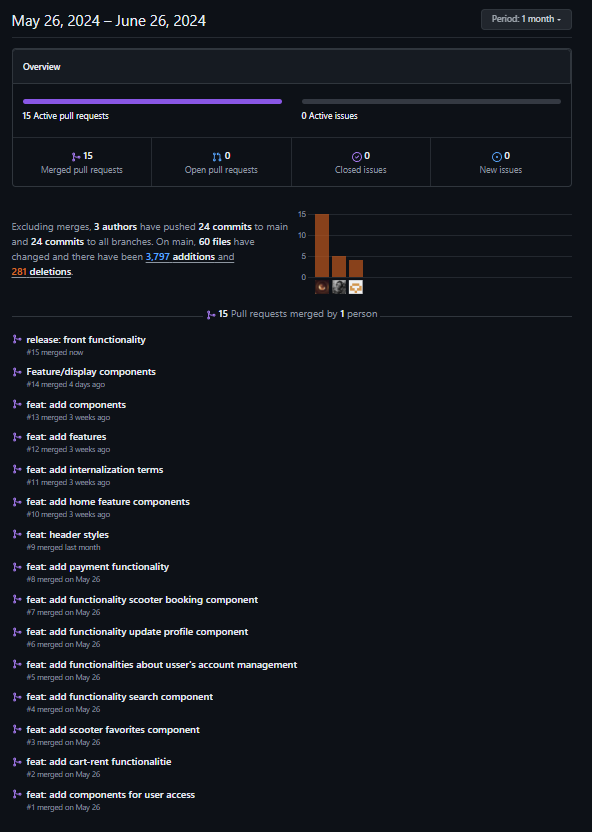 May 26, 2024 – June 26, 2024
Period: 1 month
Overview
15 Active pull requests
0 Active issues
15
Merged pull requests
0
Open pull requests
0
Closed issues
0
New issues
Excluding merges, 3 authors have pushed 24 commits to main
and 24 commits to all branches. On main, 60 files have
changed and there have been 3,797 additions and
281 deletions.
15
10
5
0
15 Pull requests merged by 1 person
release: front functionality
#15 merged now
Feature/display components
#14 merged 4 days ago
feat: add components
#13 merged 3 weeks ago
feat: add features
#12 merged 3 weeks ago
feat: add internalization terms
#11 merged 3 weeks ago
feat: add home feature components
#10 merged 3 weeks ago
feat: header styles
#9 merged last month
feat: add payment functionality
#8 merged on May 26
feat: add functionality scooter booking component
#7 merged on May 26
feat: add functionality update profile component
#6 merged on May 26
feat: add functionalities about usser's account management
#5 merged on May 26
feat: add functionality search component
#4 merged on May 26
feat: add scooter favorites component
#3 merged on May 26
feat: add cart-rent functionalitie
#2 merged on May 26
feat: add components for user access
#1 merged on May 26